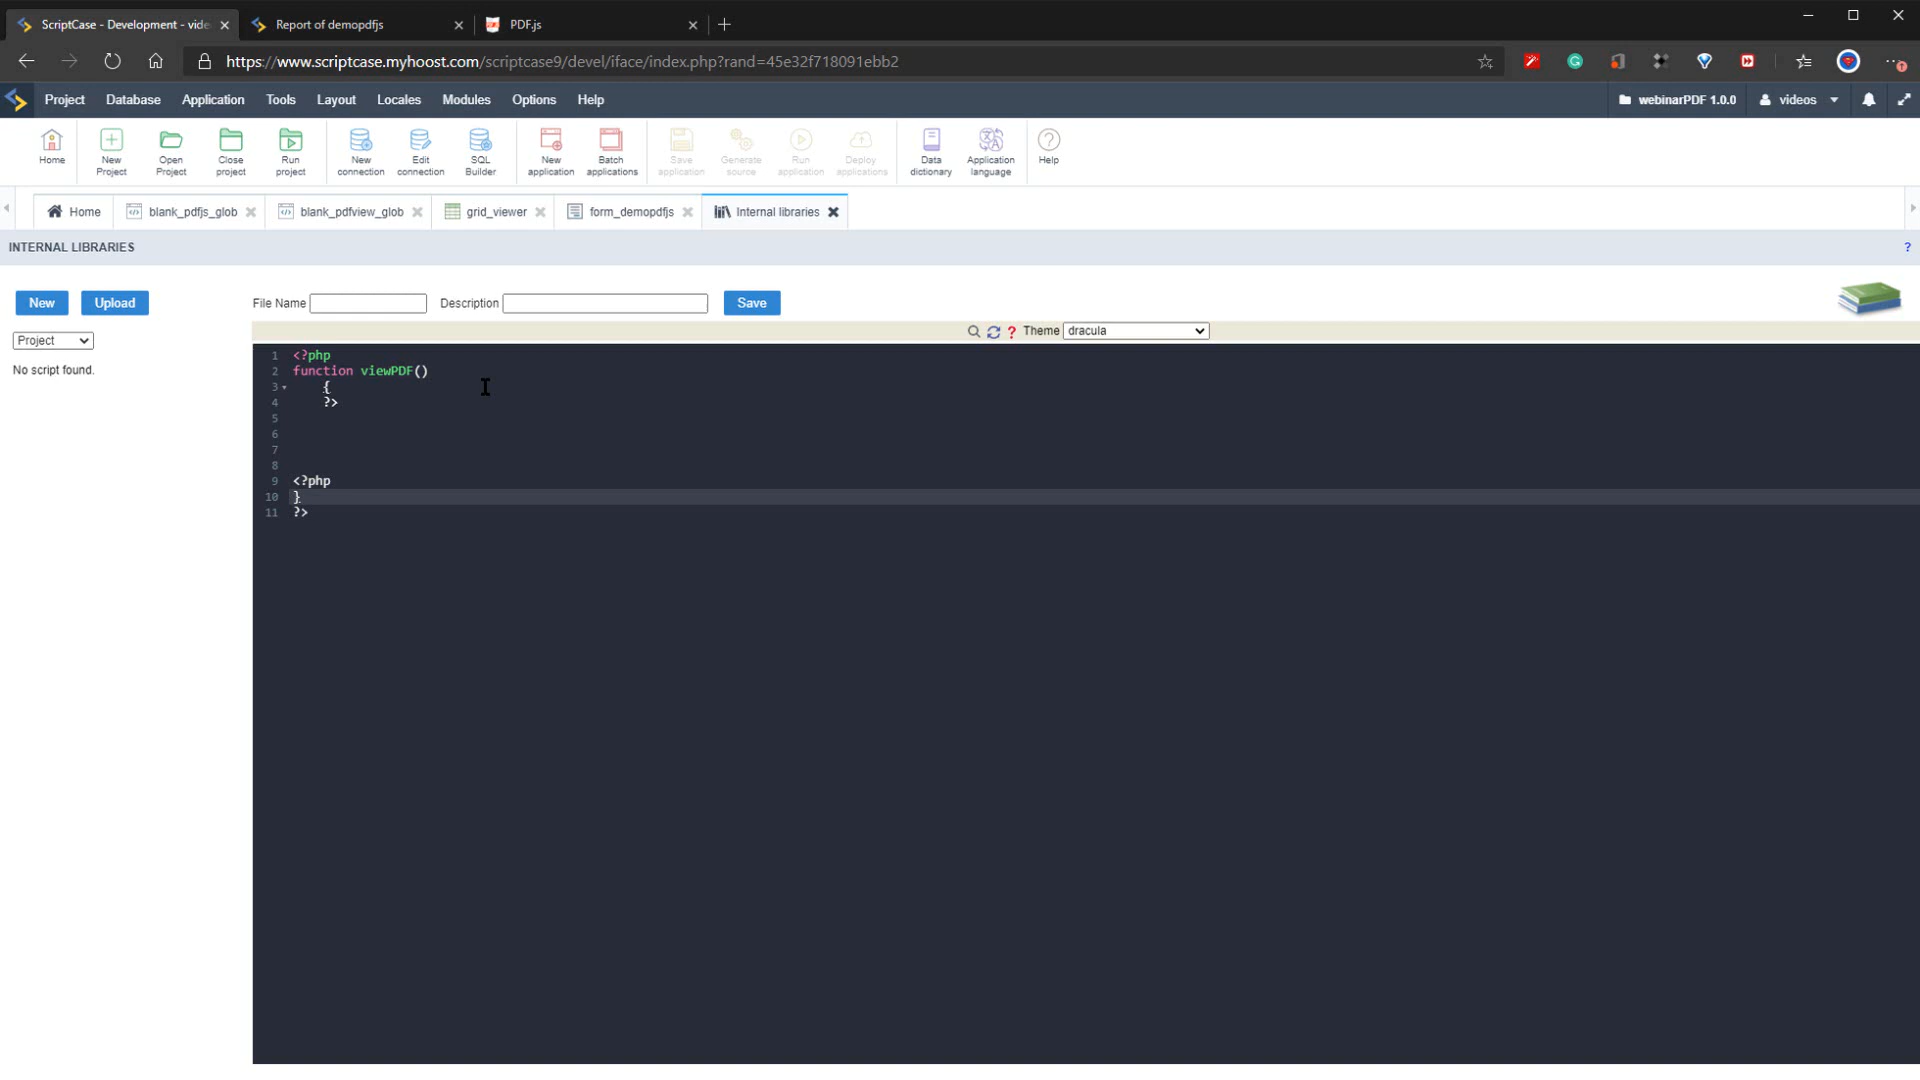 ScriptCase - Development - vide
Report of demopdfjs
PDF.js
https://www.scriptcase.myhoost.com/scriptcase9/devel/iface/index.php?rand=45e32f718091ebb2
Project
Database
Application
Tools
Layout
Locales
Modules
Options
Help
webinarPDF 1.0.0
videos
Home
New
Project
Open
Project
Close
project
Run
project
New
connection
Edit
connection
SQL
Builder
New
application
Batch
applications
Save
application
Generate
source
Run
application
Deploy
applications
Data
dictionary
Application
language
Help
Home
blank_pdfjs_glob
blank_pdfview_glob
grid_viewer
form_demopdfjs
Internal libraries
INTERNAL LIBRARIES
?
New
Upload
File Name
Description
Save
Project
No script found.
? Theme dracula
1 <?php
2 function viewPDF()
3 {
4 ?>
5
6
7
8
9 <?php
10 }
11 ?>